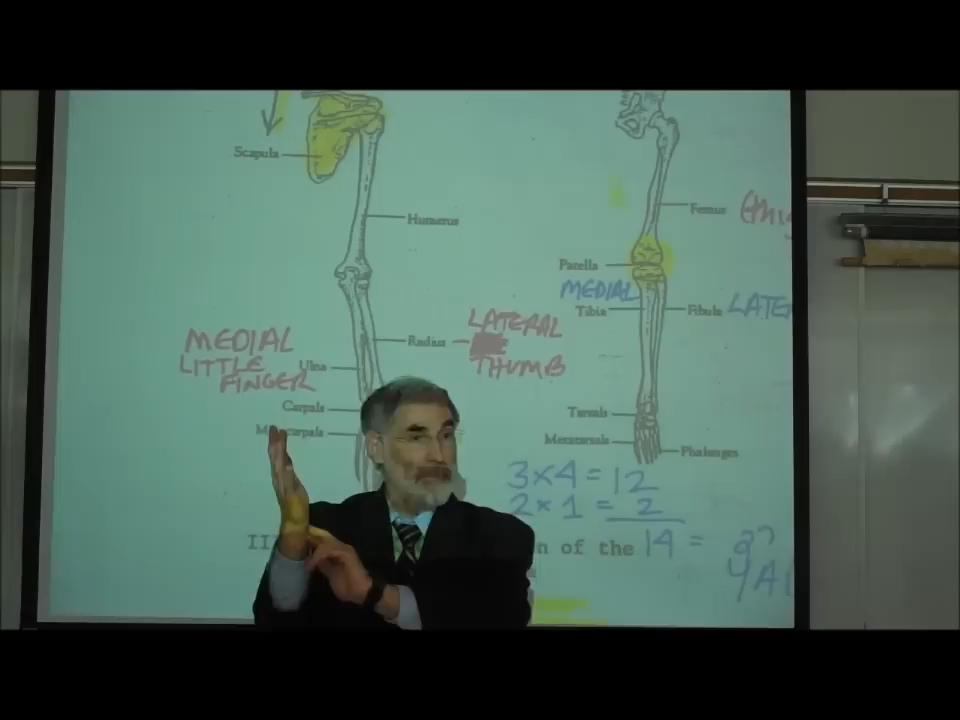 Scapula
Humerus
Femur
Patella
MEDIAL
Tibia
Fibula
LATERAL
Radius
THUMB
MEDIAL
LITTLE
FINGER
Ulna
Carpals
Tarsals
Metatarsals
Phalanges
3×4=12
2×1=2
of the 14 =